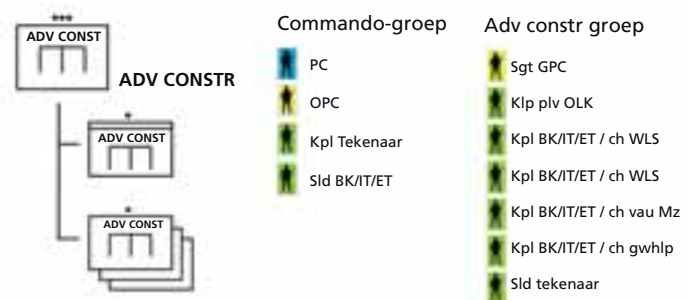 ADV CONST
ADV CONSTR
ADV CONST
ADV CONST
Commando-groep
PC
OPC
Kpl Tekenaar
Sld BK/IT/ET
Adv constr groep
Sgt GPC
Klp plv OLK
Kpl BK/IT/ET / ch WLS
Kpl BK/IT/ET / ch WLS
Kpl BK/IT/ET / ch vau Mz
Kpl BK/IT/ET / ch gwhlp
Sld tekenaar